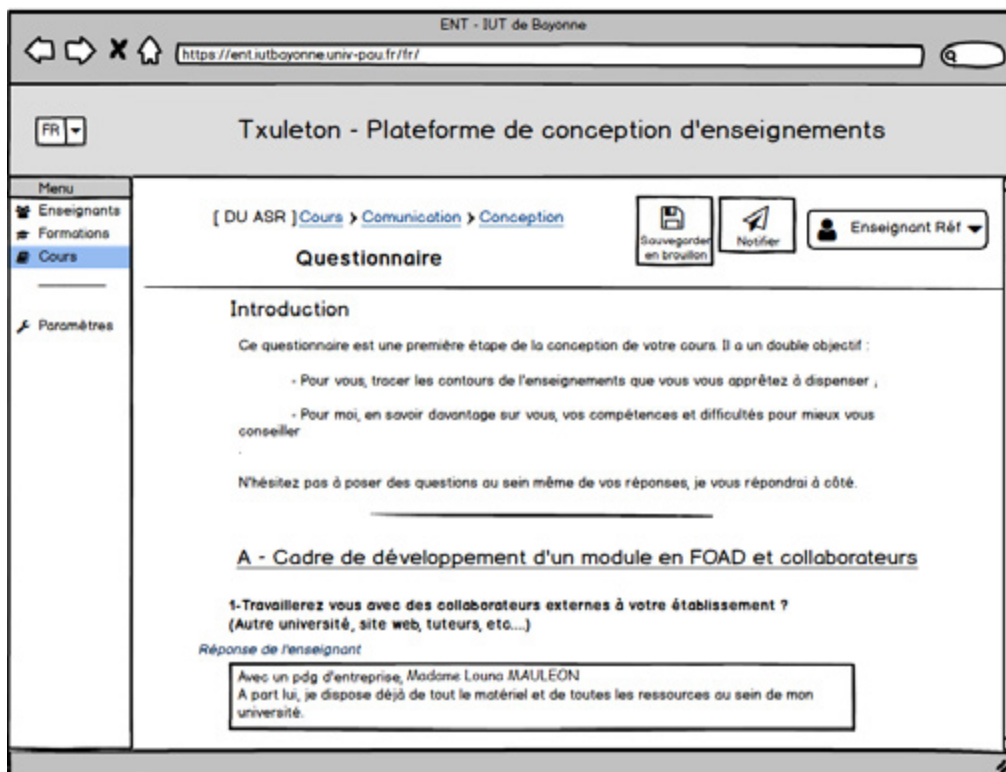 ENT - IUT de Bayonne
https://ent.iutbayonne.univ-pau.fr/fr/
FR
Txuleton - Plateforme de conception d'enseignements
Menu
Enseignants
Formations
Cours
Paramètres
[ DU ASR ] Cours > Comunication > Conception
Questionnaire
Sauvegarder
en brouillon
Notifier
Enseignant Réf
Introduction
Ce questionnaire est une première étape de la conception de votre cours. Il a un double objectif :
- Pour vous, tracer les contours de l'enseignements que vous vous apprêtez à dispenser ;
- Pour moi, en savoir davantage sur vous, vos compétences et difficultés pour mieux vous
conseiller
.
N'hésitez pas à poser des questions au sein même de vos réponses, je vous répondrai à côté.
A - Cadre de développement d'un module en FOAD et collaborateurs
1-Travaillerez vous avec des collaborateurs externes à votre établissement ?
(Autre université, site web, tuteurs, etc....)
Réponse de l'enseignant
Avec un pdg d'entreprise, Madame Louna MAULEON
A part lui, je dispose déjà de tout le matériel et de toutes les ressources au sein de mon
université.